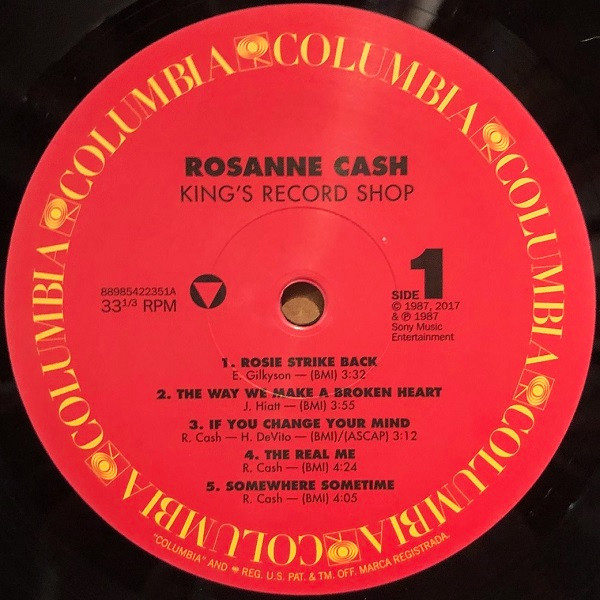 COLUMBIA COLUMBIA COLUMBIA COLUMBIA COLUMBIA COLUMBIA COLUMBIA
ROSANNE CASH
KING'S RECORD SHOP
88985422351A
33 1/3 RPM
SIDE 1
© 1987, 2017
& ℗ 1987
Sony Music
Entertainment
1. ROSIE STRIKE BACK
E. Gilkyson — (BMI) 3:32
2. THE WAY WE MAKE A BROKEN HEART
J. Hiatt — (BMI) 3:55
3. IF YOU CHANGE YOUR MIND
R. Cash — H. DeVito — (BMI)/(ASCAP) 3:12
4. THE REAL ME
R. Cash — (BMI) 4:24
5. SOMEWHERE SOMETIME
R. Cash — (BMI) 4:05
"COLUMBIA" AND REG. U.S. PAT. & TM. OFF. MARCA REGISTRADA.